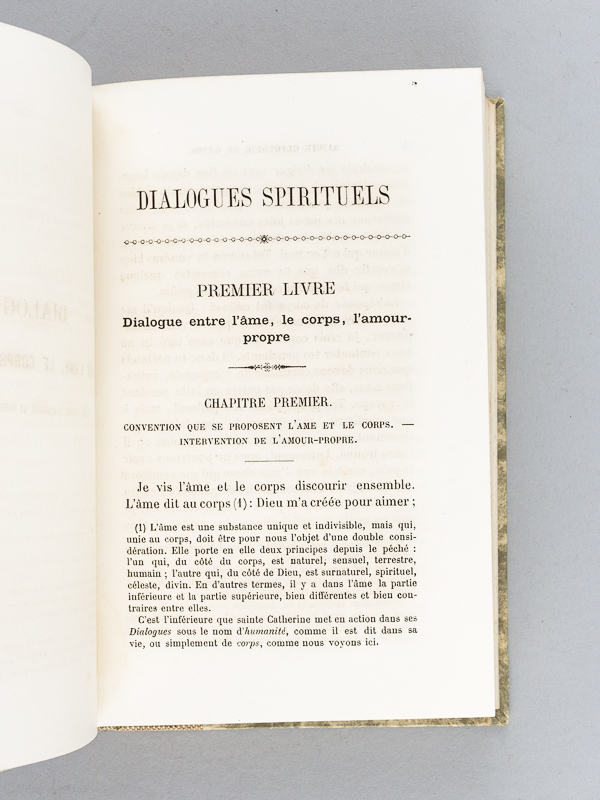 DIALOGUES SPIRITUELS
PREMIER LIVRE
Dialogue entre l'âme, le corps, l'amour-
propre
CHAPITRE PREMIER.
CONVENTION QUE SE PROPOSENT L'AME ET LE CORPS. —
INTERVENTION DE L'AMOUR-PROPRE.
Je vis l'âme et le corps discourir ensemble.
L'âme dit au corps (1) : Dieu m'a créée pour aimer ;
(1) L'âme est une substance unique et indivisible, mais qui,
unie au corps, doit être pour nous l'objet d'une double consi-
dération. Elle porte en elle deux principes depuis le péché :
l'un qui, du côté du corps, est naturel, sensuel, terrestre,
humain ; l'autre qui, du côté de Dieu, est surnaturel, spirituel,
céleste, divin. En d'autres termes, il y a dans l'âme la partie
inférieure et la partie supérieure, bien différentes et bien con-
traires entre elles.
C'est l'inférieure que sainte Catherine met en action dans ses
Dialogues sous le nom d'humanité, comme il est dit dans sa
vie, ou simplement de corps, comme nous voyons ici.